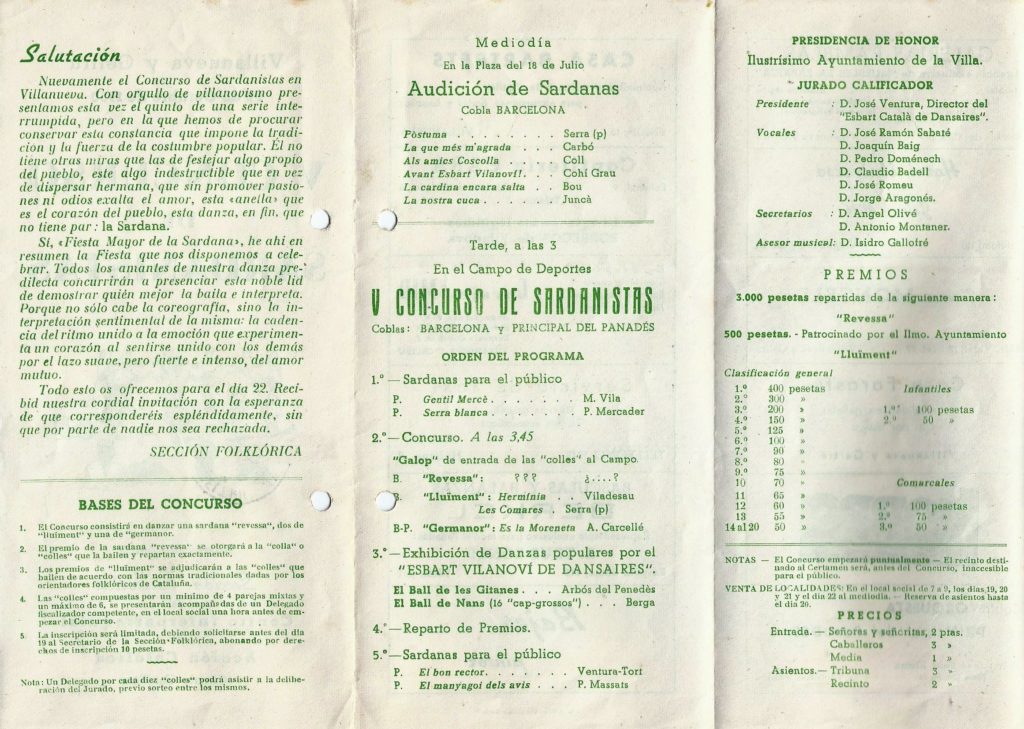 Salutación
Nuevamente el Concurso de Sardanistas en
Villanueva. Con orgullo de villanovismo pre-
sentamos esta vez el quinto de una serie inte-
rrumpida, pero en la que hemos de procurar
conservar esta constancia que impone la tradi-
ción y la fuerza de la costumbre popular. El no
tiene otras miras que las de festejar algo propio
del pueblo, este algo indestructible que en vez
de dispersar hermana, que sin promover pasio-
nes ni odios exalta el amor, esta «anella» que
es el corazón del pueblo, esta danza, en fin, que
no tiene par: la Sardana.
Sí, «Fiesta Mayor de la Sardana», he ahí en
resumen la Fiesta que nos disponemos a cele-
brar. Todos los amantes de nuestra danza pre-
dilecta concurrirán a presenciar esta noble lid
de demostrar quién mejor la baila e interpreta.
Porque no sólo cabe la coreografía, sino la in-
terpretación sentimental de la misma: la caden-
cia del ritmo unido a la emoción que experimen-
ta un corazón al sentirse unido con los demás
por el lazo suave, pero fuerte e intenso, del amor
mutuo.
Todo esto os ofrecemos para el día 22. Reci-
bid nuestra cordial invitación con la esperanza
de que corresponderéis espléndidamente, sin
que por parte de nadie nos sea rechazada.
SECCIÓN FOLKLÓRICA
BASES DEL CONCURSO
1. El Concurso consistirá en danzar una sardana "revessa", dos de
"lluïment" y una de "germanor.
2. El premio de la sardana "revessa" se otorgará a la "colla" o
"colles" que la bailen y repartan exactamente.
3. Los premios de "lluïment" se adjudicarán a las "colles" que
bailen de acuerdo con las normas tradicionales dadas por los
orientadores folklóricos de Cataluña.
4. Las "colles" compuestas por un mínimo de 4 parejas mixtas y
un máximo de 6, se presentarán acompañadas de un Delegado
fiscalizador competente, en el local social una hora antes de em-
pezar el Concurso.
5. La inscripción será limitada, debiendo solicitarse antes del día
19 al Secretario de la Sección Folklórica, abonando por dere-
chos de inscripción 10 pesetas.
Nota: Un Delegado por cada diez "colles" podrá asistir a la delibe-
ración del Jurado, previo sorteo entre los mismos.
Mediodía
En la Plaza del 18 de Julio
Audición de Sardanas
Cobla BARCELONA
Pòstuma . . . . . . . . Serra (p)
La que més m'agrada . . . Carbó
Als amics Coscolla . . . Coll
Avant Esbart Vilanoví!. . . Cohí Grau
La cardina encara salta . . Bou
La nostra cuca . . . . . . Juncà
Tarde, a las 3
En el Campo de Deportes
V CONCURSO DE SARDANISTAS
Coblas: BARCELONA y PRINCIPAL DEL PANADÉS
ORDEN DEL PROGRAMA
1.º — Sardanas para el público
P. Gentil Mercè . . . . . . . M. Vila
P. Serra blanca . . . . . . . P. Mercader
2.º — Concurso. A las 3,45
"Galop" de entrada de las "colles" al Campo.
B. "Revessa": ? ? ? ¿. . . .?
B. "Lluïment": Hermínia . . Viladesau
Les Comares . Serra (p)
B-P. "Germanor": Es la Moreneta A. Carcellé
3.º — Exhibición de Danzas populares por el
"ESBART VILANOVÍ DE DANSAIRES".
El Ball de les Gitanes . . Arbós del Penedès
El Ball de Nans (16 "cap-grossos") . . Berga
4.º — Reparto de Premios.
5.º — Sardanas para el público
P. El bon rector. . . . . . . Ventura-Tort
P. El manyagoi dels avis . . . P. Massats
PRESIDENCIA DE HONOR
Ilustrísimo Ayuntamiento de la Villa.
JURADO CALIFICADOR
Presidente : D. José Ventura, Director del
"Esbart Català de Dansaires".
Vocales : D. José Ramón Sabaté
D. Joaquín Baig
D. Pedro Doménech
D. Claudio Badell
D. José Romeu
D. Jorge Aragonés.
Secretarios : D. Angel Olivé
D. Antonio Montaner.
Asesor musical: D. Isidro Gallofré
PREMIOS
3.000 pesetas repartidas de la siguiente manera:
"Revessa"
500 pesetas. - Patrocinado por el Ilmo. Ayuntamiento
"Lluïment"
Clasificación general
1.º 400 pesetas Infantiles
2.º 300 »
3.º 200 » 1.º 100 pesetas
4.º 150 » 2.º 50 »
5.º 125 »
6.º 100 »
7.º 90 »
8.º 80 »
9.º 75 »
10 70 » Comarcales
11 65 »
12 60 » 1.º 100 pesetas
13 55 » 2.º 75 »
14 al 20 50 » 3.º 50 »
NOTAS — El Concurso empezará puntualmente — El recinto desti-
nado al Certamen será, antes del Concurso, inaccesible
para el público.
VENTA DE LOCALIDADES: En el local social de 7 a 9, los días, 19, 20
y 21 y el día 22 al mediodía. — Reserva de asientos hasta
el día 20.
PRECIOS
Entrada. — Señoras y señoritas, 2 ptas.
Caballeros 3 »
Media 1 »
Asientos. — Tribuna 3 »
Recinto 2 »